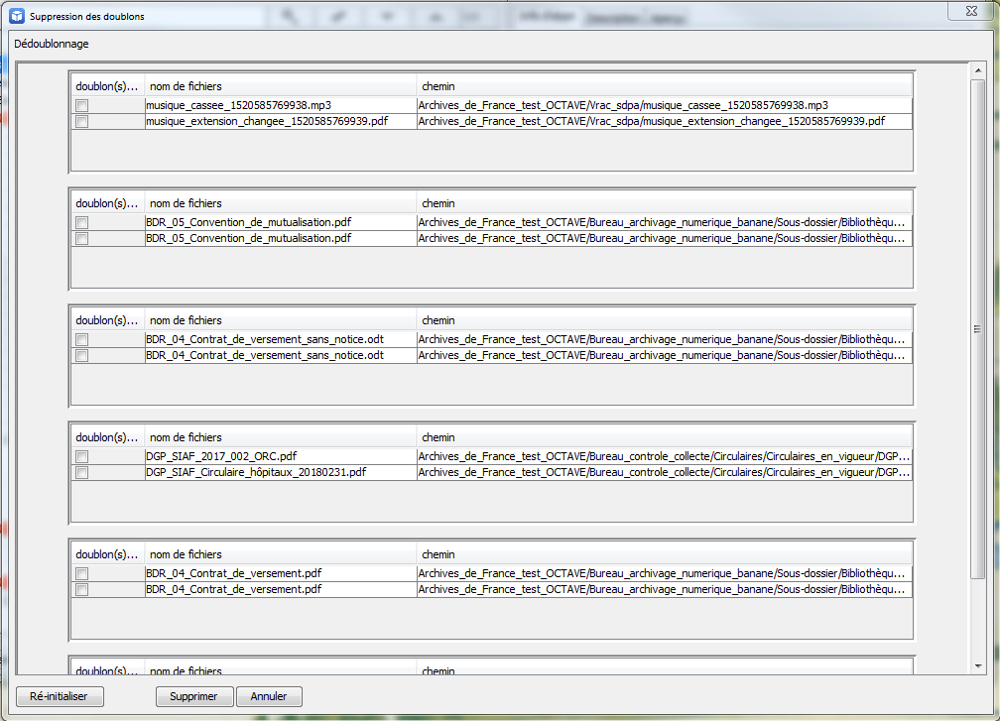 Suppression des doublons
Dédoublonnage
doublon(s)... nom de fichiers chemin
musique_cassee_1520585769938.mp3 Archives_de_France_test_OCTAVE/Vrac_sdpa/musique_cassee_1520585769938.mp3
musique_extension_changee_1520585769939.pdf Archives_de_France_test_OCTAVE/Vrac_sdpa/musique_extension_changee_1520585769939.pdf
doublon(s)... nom de fichiers chemin
BDR_05_Convention_de_mutualisation.pdf Archives_de_France_test_OCTAVE/Bureau_archivage_numerique_banane/Sous-dossier/Bibliothèqu...
BDR_05_Convention_de_mutualisation.pdf Archives_de_France_test_OCTAVE/Bureau_archivage_numerique_banane/Sous-dossier/Bibliothèqu...
doublon(s)... nom de fichiers chemin
BDR_04_Contrat_de_versement_sans_notice.odt Archives_de_France_test_OCTAVE/Bureau_archivage_numerique_banane/Sous-dossier/Bibliothèqu...
BDR_04_Contrat_de_versement_sans_notice.odt Archives_de_France_test_OCTAVE/Bureau_archivage_numerique_banane/Sous-dossier/Bibliothèqu...
doublon(s)... nom de fichiers chemin
DGP_SIAF_2017_002_ORC.pdf Archives_de_France_test_OCTAVE/Bureau_controle_collecte/Circulaires/Circulaires_en_vigueur/DGP...
DGP_SIAF_Circulaire_hôpitaux_20180231.pdf Archives_de_France_test_OCTAVE/Bureau_controle_collecte/Circulaires/Circulaires_en_vigueur/DGP...
doublon(s)... nom de fichiers chemin
BDR_04_Contrat_de_versement.pdf Archives_de_France_test_OCTAVE/Bureau_archivage_numerique_banane/Sous-dossier/Bibliothèqu...
BDR_04_Contrat_de_versement.pdf Archives_de_France_test_OCTAVE/Bureau_archivage_numerique_banane/Sous-dossier/Bibliothèqu...
doublon(s)... nom de fichiers chemin
Ré-initialiser Supprimer Annuler